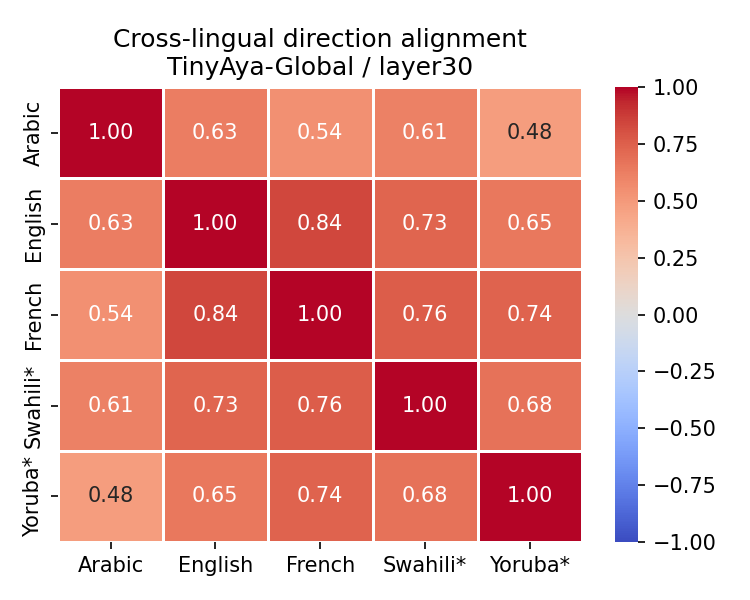 Cross-lingual direction alignment
TinyAya-Global / layer30
Arabic 1.00 0.63 0.54 0.61 0.48
English 0.63 1.00 0.84 0.73 0.65
French 0.54 0.84 1.00 0.76 0.74
Swahili* 0.61 0.73 0.76 1.00 0.68
Yoruba* 0.48 0.65 0.74 0.68 1.00
Arabic English French Swahili* Yoruba*
1.00
0.75
0.50
0.25
0.00
−0.25
−0.50
−0.75
−1.00